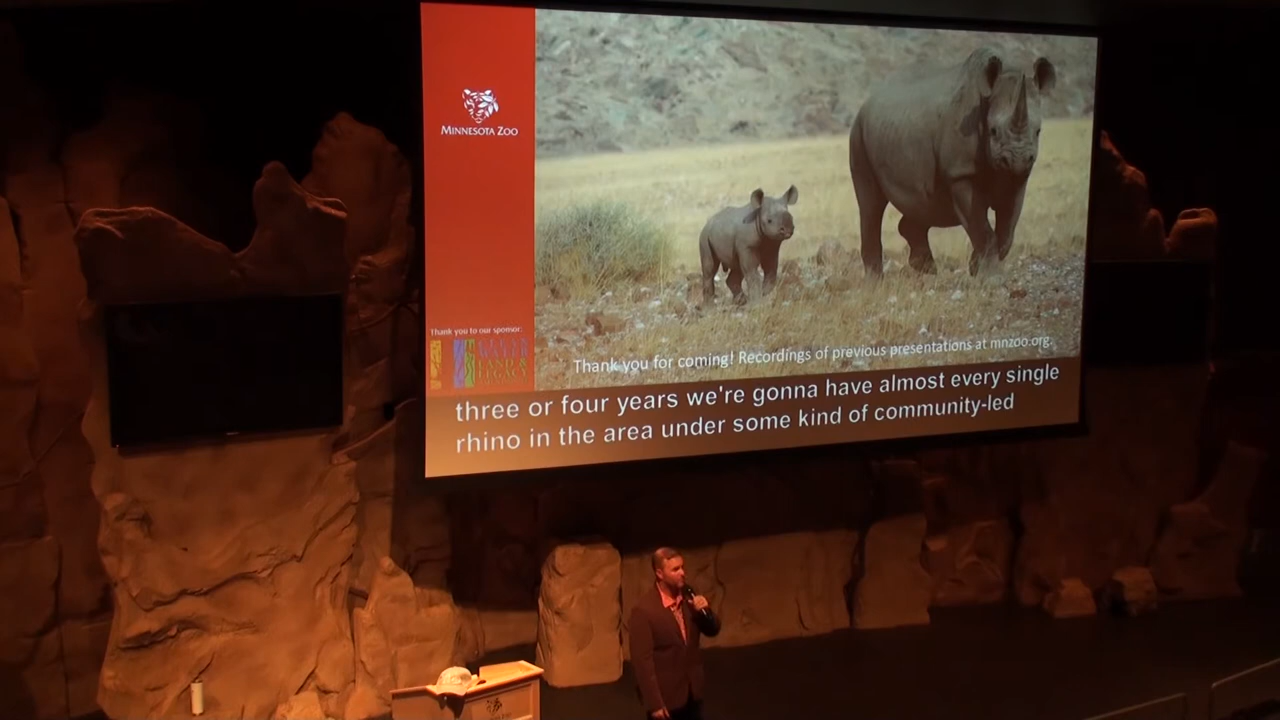 MINNESOTA ZOO
Thank you to our sponsor:
Thank you for coming! Recordings of previous presentations at mnzoo.org.
three or four years we're gonna have almost every single
rhino in the area under some kind of community-led